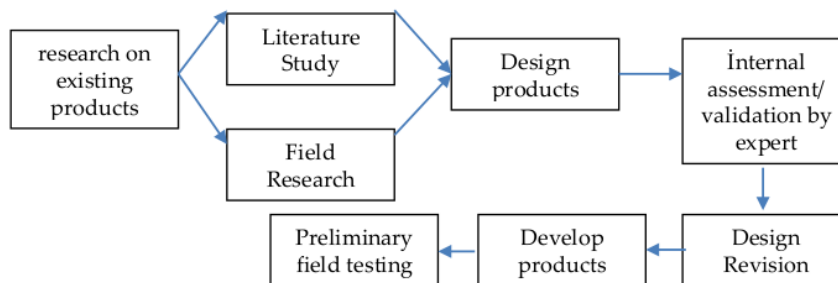 research on
existing
products
Literature
Study
Field
Research
Design
products
İnternal
assessment/
validation by
expert
Design
Revision
Develop
products
Preliminary
field testing